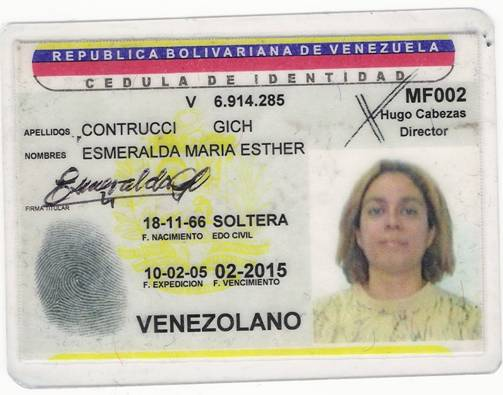 REPUBLICA BOLIVARIANA DE VENEZUELA
CEDULA DE IDENTIDAD
V 6.914.285
MF002
Hugo Cabezas
Director
APELLIDOS CONTRUCCI GICH
NOMBRES ESMERALDA MARIA ESTHER
FIRMA TITULAR
18-11-66 SOLTERA
F. NACIMIENTO EDO CIVIL
10-02-05 02-2015
F. EXPEDICION F. VENCIMIENTO
VENEZOLANO